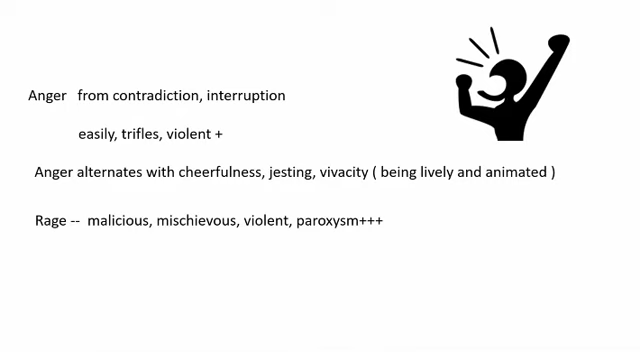 Anger from contradiction, interruption
easily, trifles, violent +
Anger alternates with cheerfulness, jesting, vivacity ( being lively and animated )
Rage -- malicious, mischievous, violent, paroxysm+++